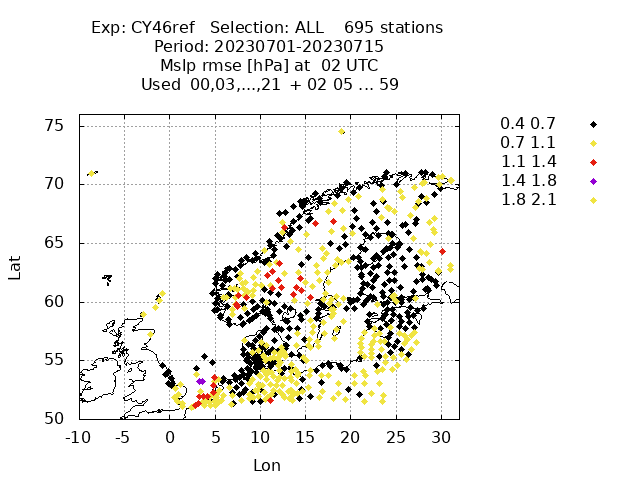 Exp: CY46ref   Selection: ALL    695 stations
Period: 20230701-20230715
Mslp rmse [hPa] at  02 UTC
Used  00,03,...,21  + 02 05 ... 59
0.4 0.7
0.7 1.1
1.1 1.4
1.4 1.8
1.8 2.1
75
70
65
60
55
50
Lat
-10 -5 0 5 10 15 20 25 30
Lon